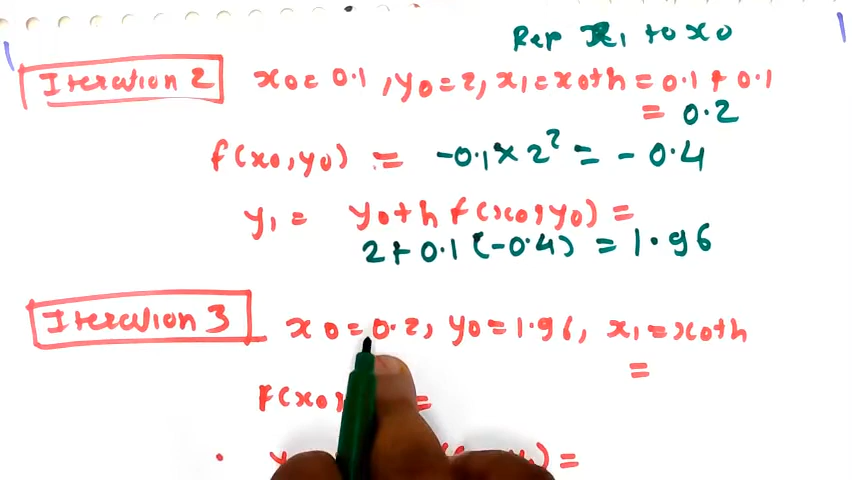 Rep x1 to x0
Iteration 2 x0 = 0.1, y0 = 2, x1 = x0+h = 0.1 + 0.1
= 0.2
f(x0, y0) = -0.1 × 2² = - 0.4
y1 = y0+h f(x0, y0) =
2 + 0.1 (-0.4) = 1.96
Iteration 3 x0 = 0.2, y0 = 1.96, x1 = x0+h
=
f(x0 =
=